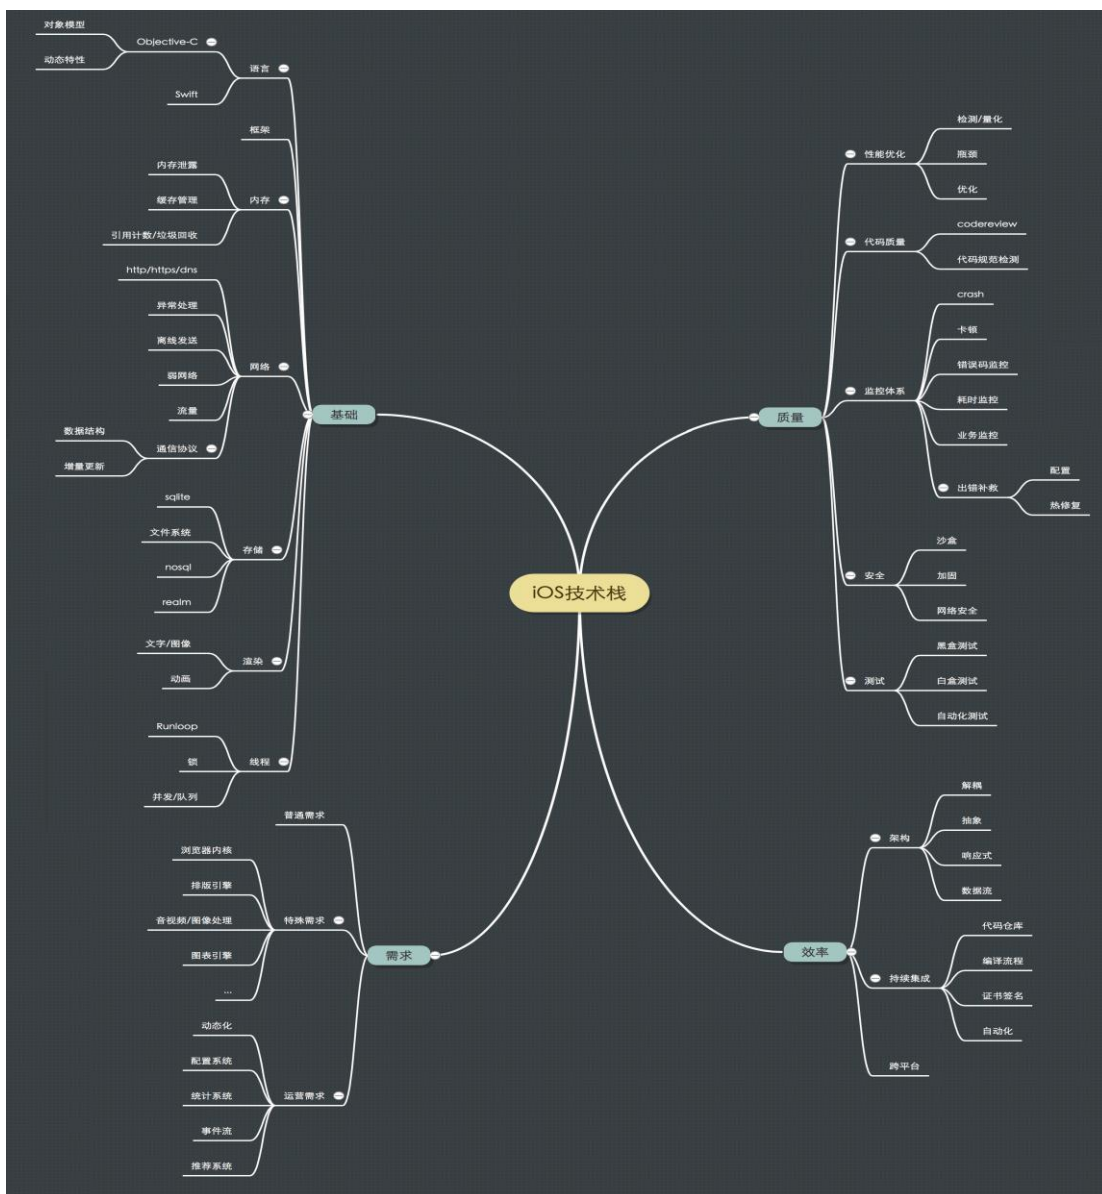 iOS技术栈
基础
语言
Objective-C
对象模型
动态特性
Swift
框架
内存
内存泄露
缓存管理
引用计数/垃圾回收
网络
http/https/dns
异常处理
离线发送
弱网络
流量
通信协议
数据结构
增量更新
存储
sqlite
文件系统
nosql
realm
渲染
文字/图像
动画
线程
Runloop
锁
并发/队列
需求
普通需求
特殊需求
浏览器内核
排版引擎
音视频/图像处理
图表引擎
...
运营需求
动态化
配置系统
统计系统
事件流
推荐系统
质量
性能优化
检测/量化
瓶颈
优化
代码质量
codereview
代码规范检测
监控体系
crash
卡顿
错误码监控
耗时监控
业务监控
出错补救
配置
热修复
安全
沙盒
加固
网络安全
测试
黑盒测试
白盒测试
自动化测试
效率
架构
解耦
抽象
响应式
数据流
持续集成
代码仓库
编译流程
证书签名
自动化
跨平台